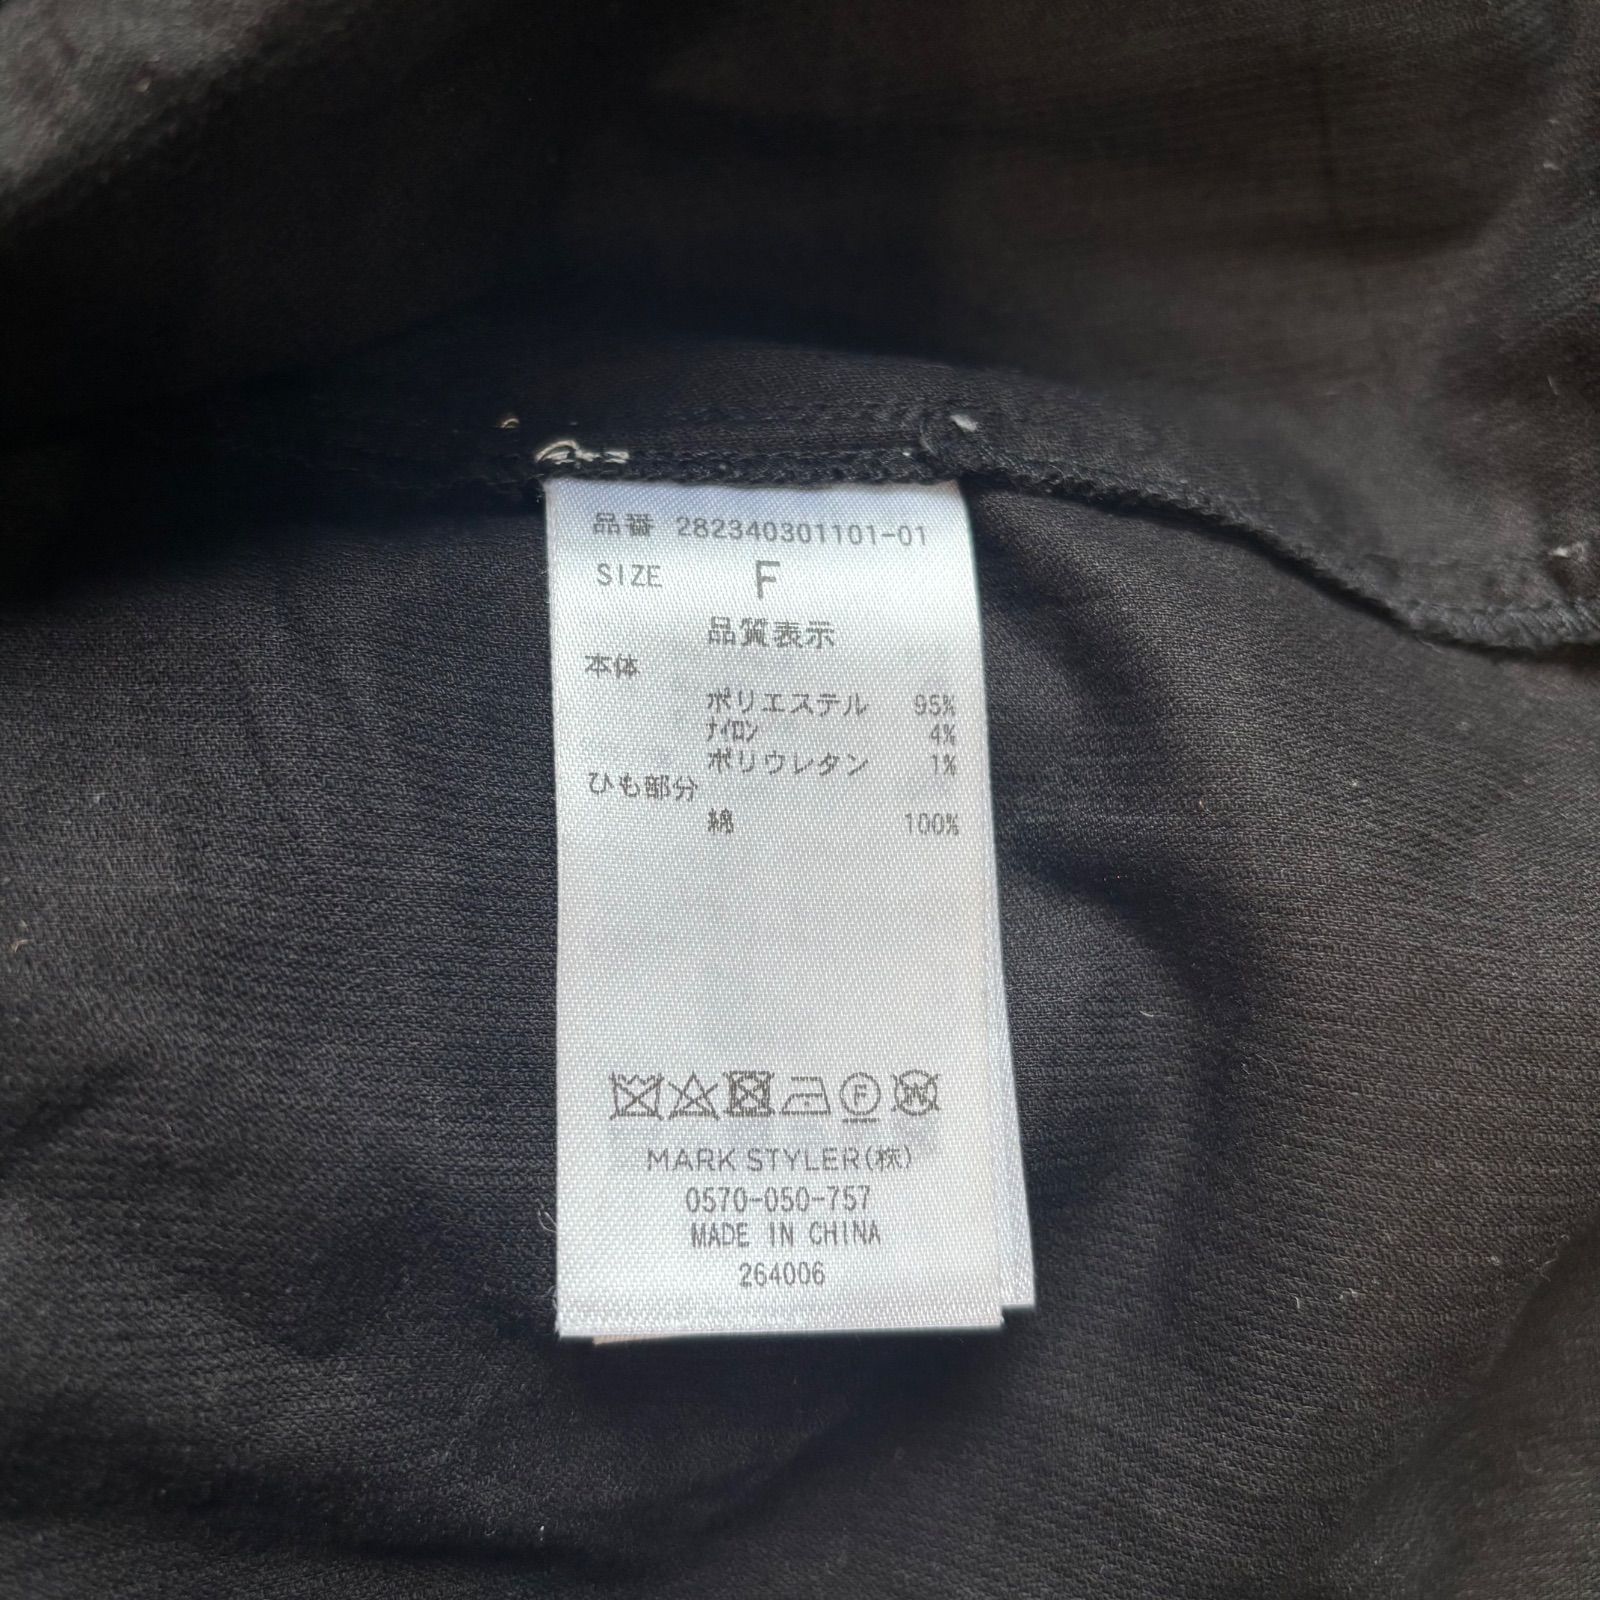 品番 282340301101-01
SIZE F
品質表示
本体
ポリエステル 95%
ナイロン 4%
ポリウレタン 1%
ひも部分
綿 100%
F W
MARK STYLER(株)
0570-050-757
MADE IN CHINA
264006